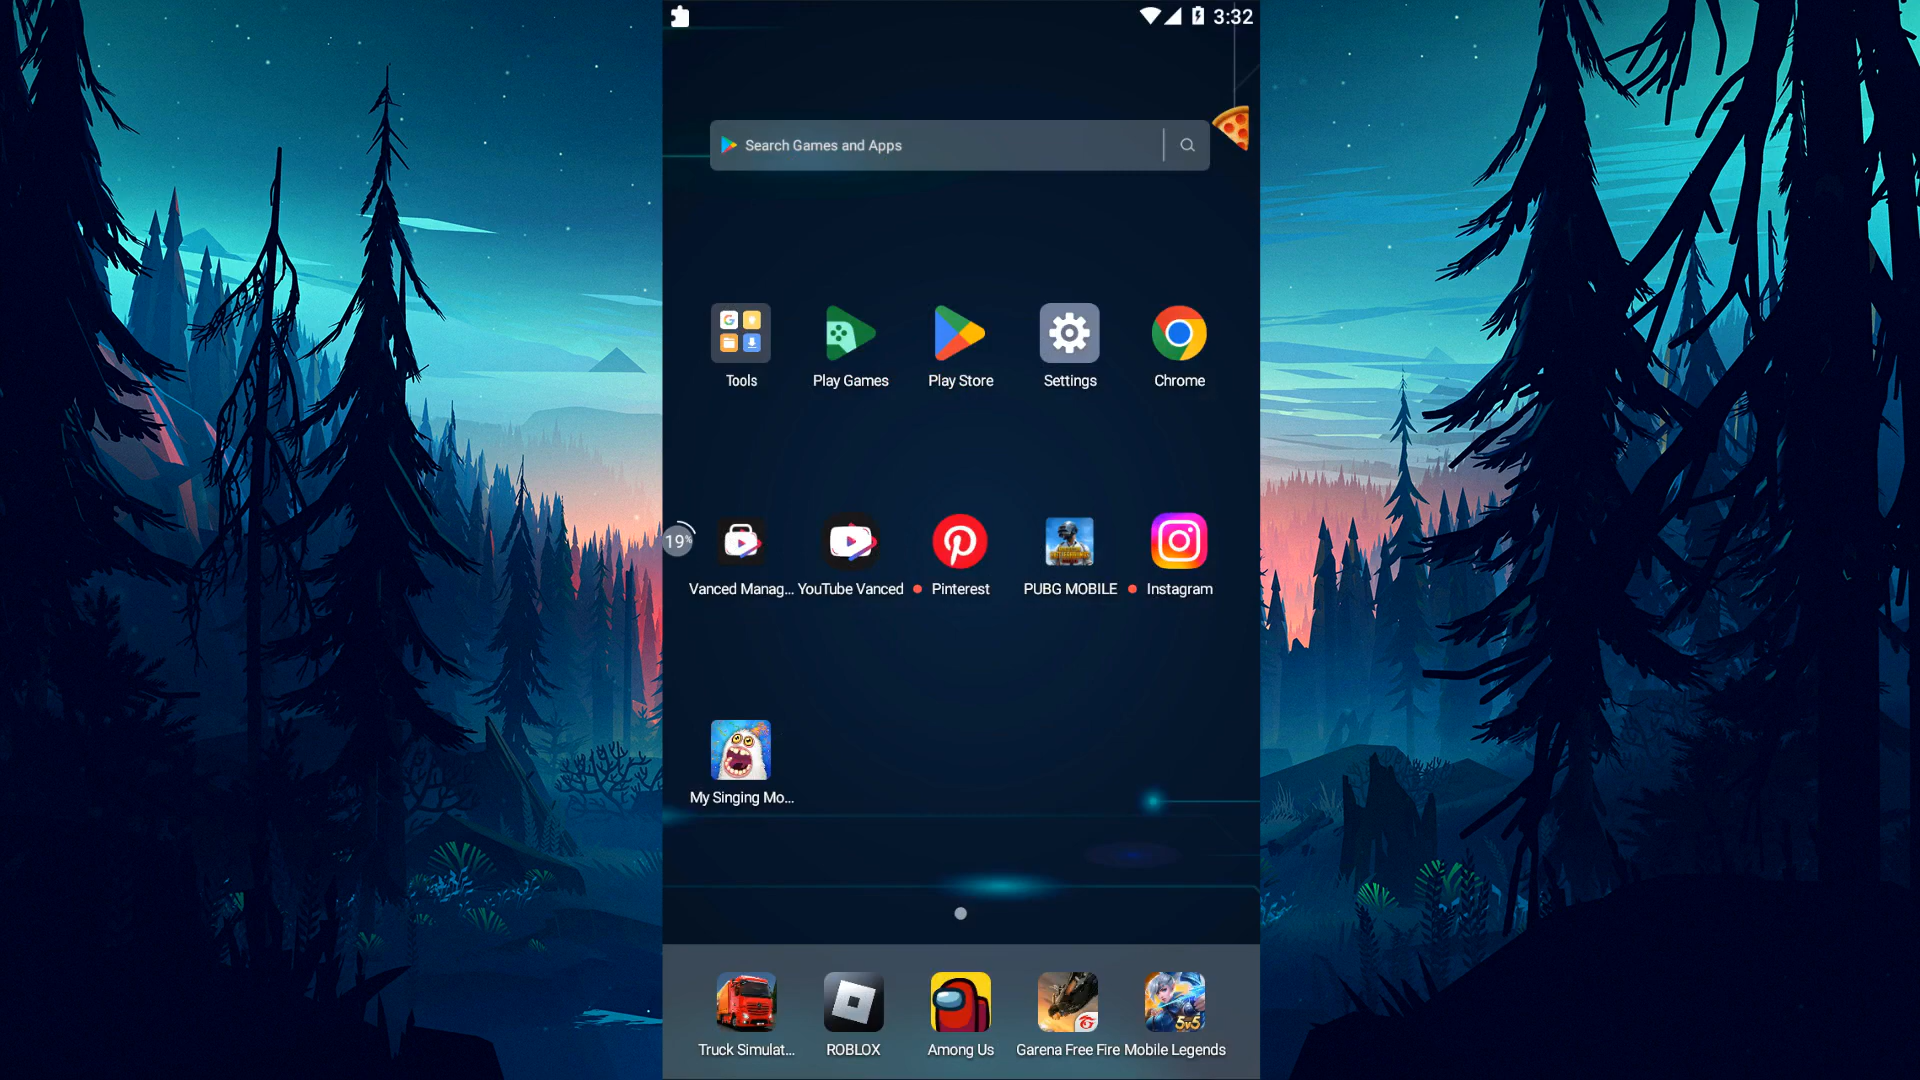 3:32
Search Games and Apps
Tools
Play Games
Play Store
Settings
Chrome
19%
Vanced Manag...
YouTube Vanced
Pinterest
PUBG MOBILE
Instagram
My Singing Mo...
5v5
Truck Simulat...
ROBLOX
Among Us
Garena Free Fire
Mobile Legends